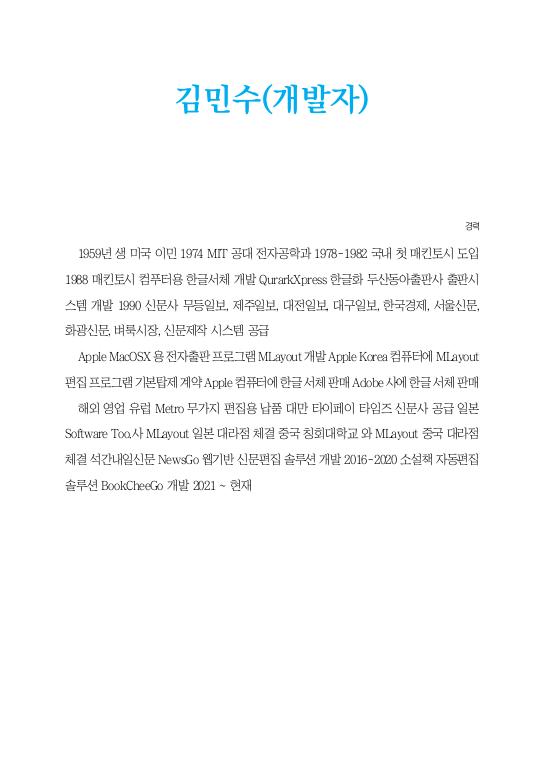 김민수(개발자)
경력
1959년 생 미국 이민 1974 MIT 공대 전자공학과 1978-1982 국내 첫 매킨토시 도입
1988 매킨토시 컴푸터용 한글서체 개발 QurarkXpress 한글화 두산동아출판사 출판시
스템 개발 1990 신문사 무등일보, 제주일보, 대전일보, 대구일보, 한국경제, 서울신문,
화광신문, 벼룩시장, 신문제작 시스템 공급
Apple MacOSX 용 전자출판 프로그램 MLayout 개발 Apple Korea 컴퓨터에 MLayout
편집 프로그램 기본탑제 계약 Apple 컴퓨터에 한글 서체 판매 Adobe 사에 한글 서체 판매
해외 영업 유럽 Metro 무가지 편집용 납품 대만 타이페이 타임즈 신문사 공급 일본
Software Too.사 MLayout 일본 대라점 체결 중국 칭회대학교 와 MLayout 중국 대라점
체결 석간내일신문 NewsGo 웹기반 신문편집 솔루션 개발 2016-2020 소설책 자동편집
솔루션 BookCheeGo 개발 2021 ~ 현재